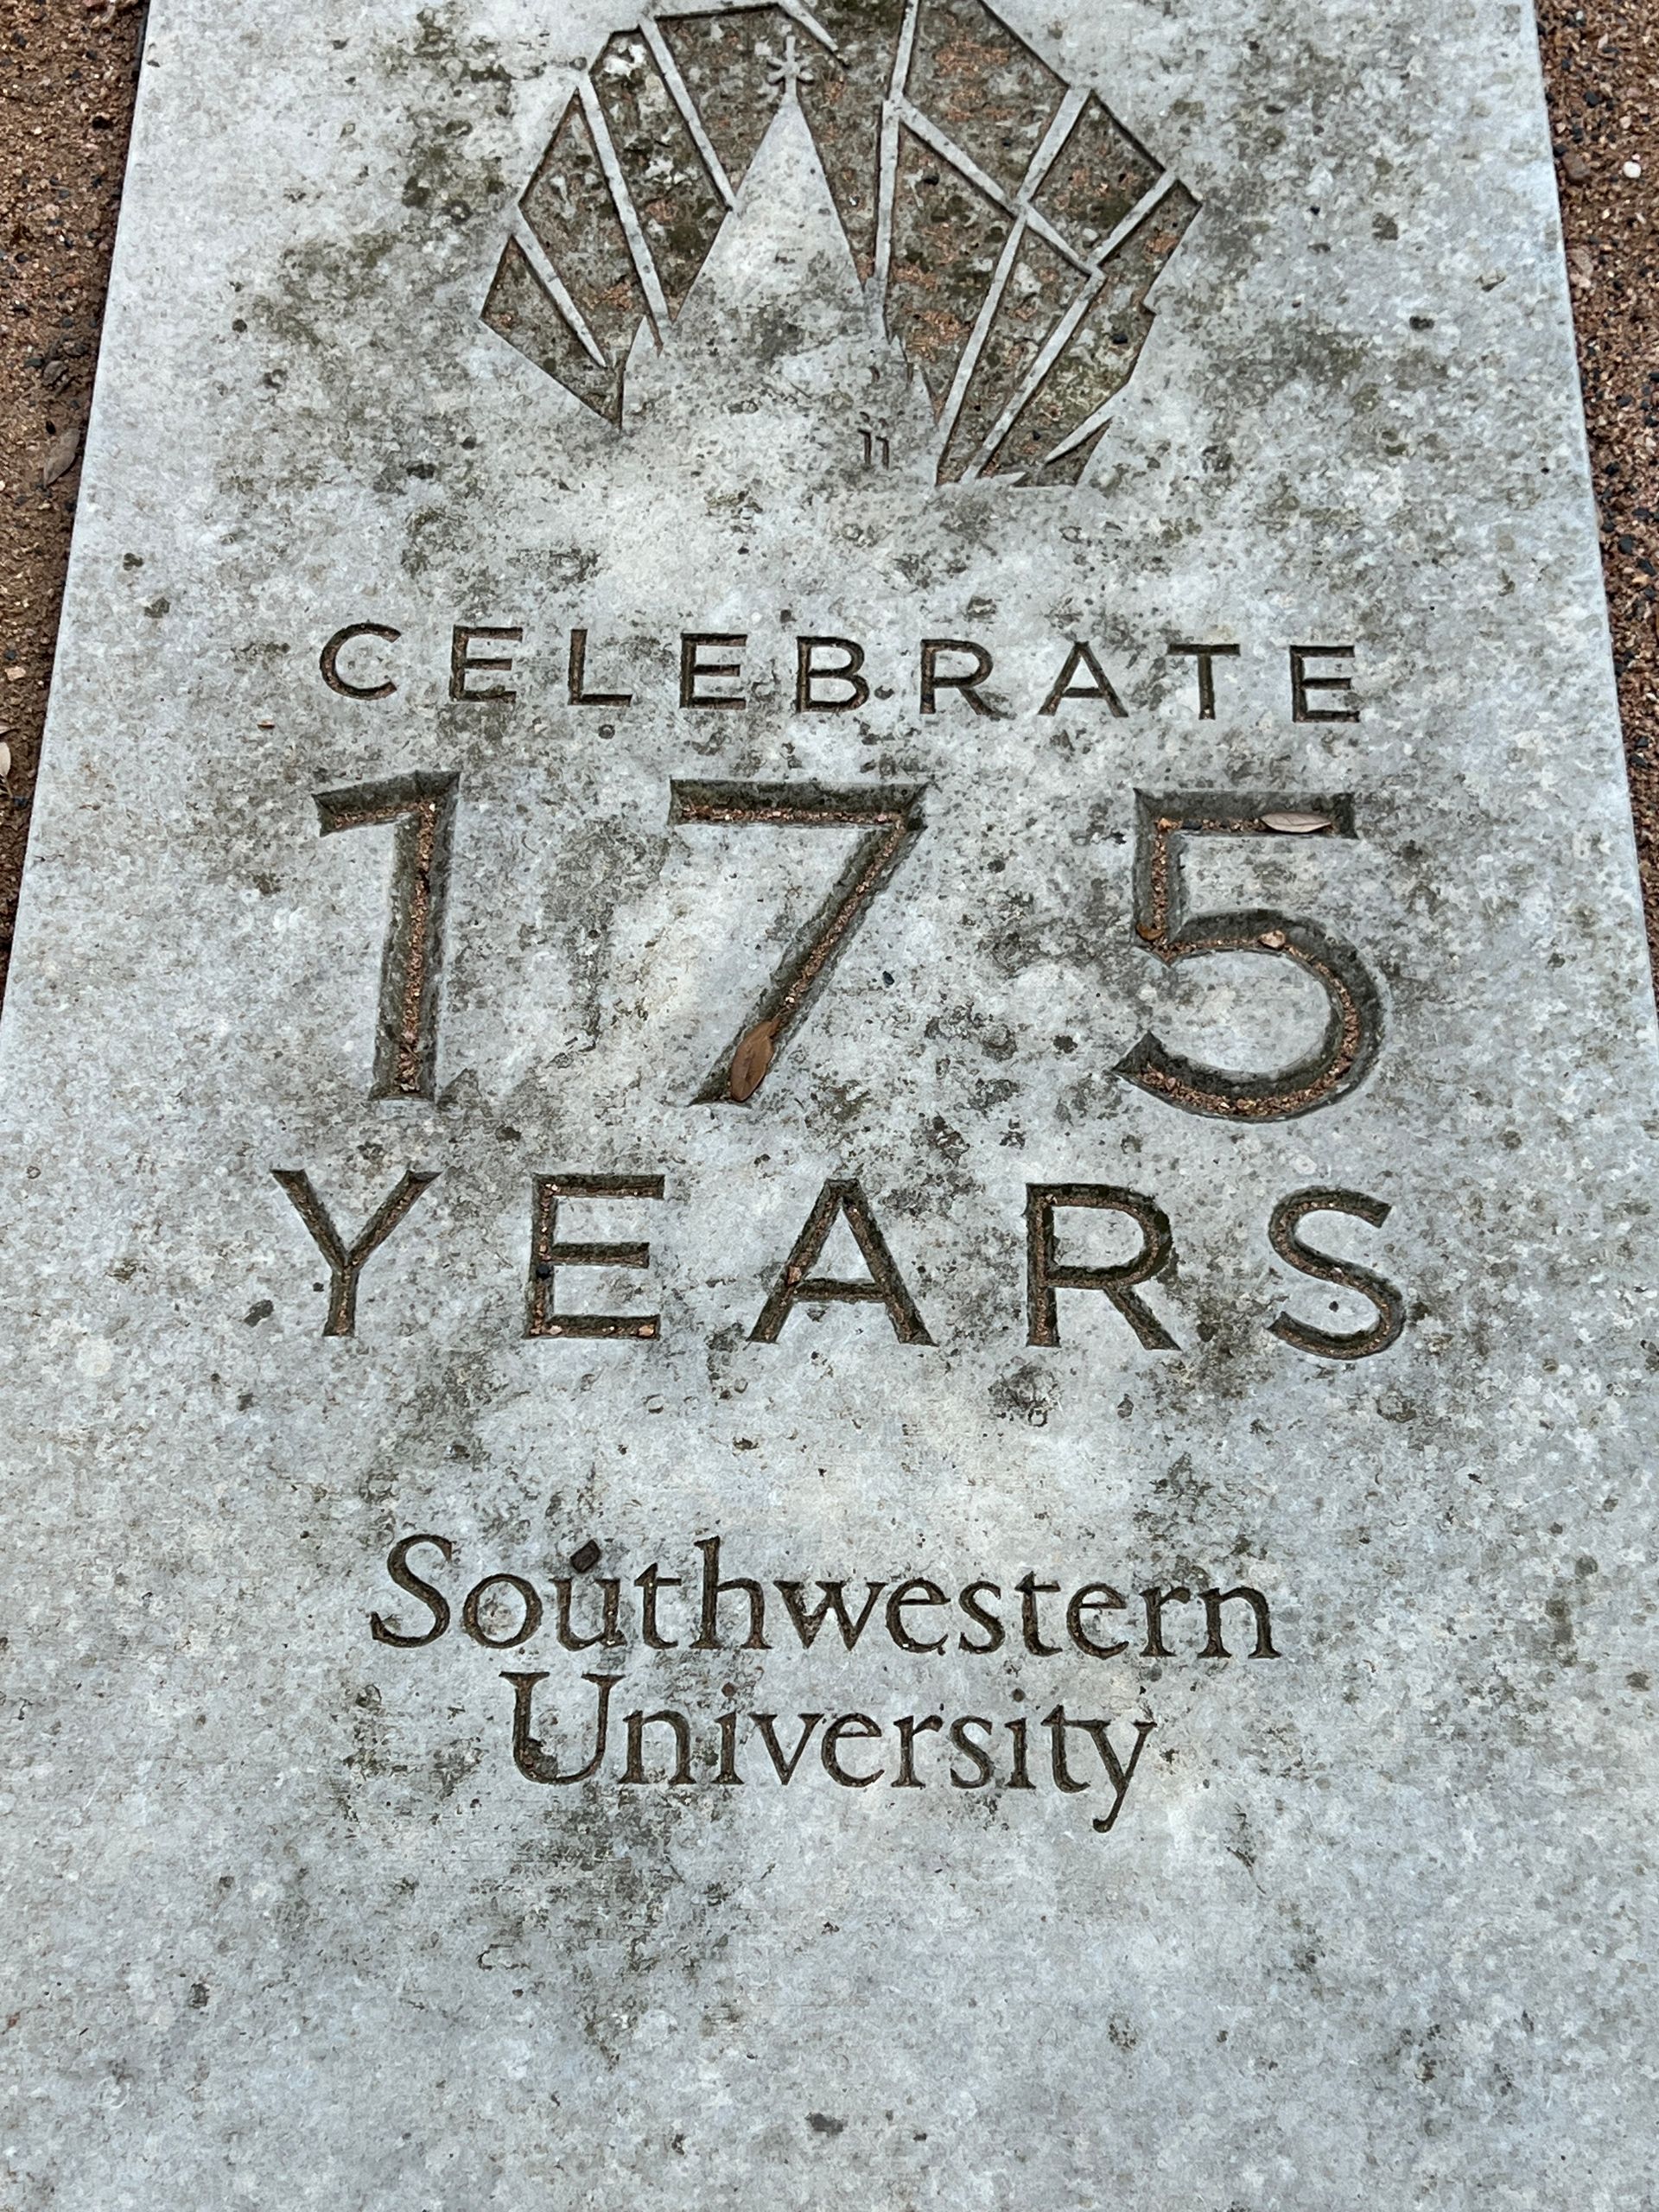 CELEBRATE
175
YEARS
Southwestern
University